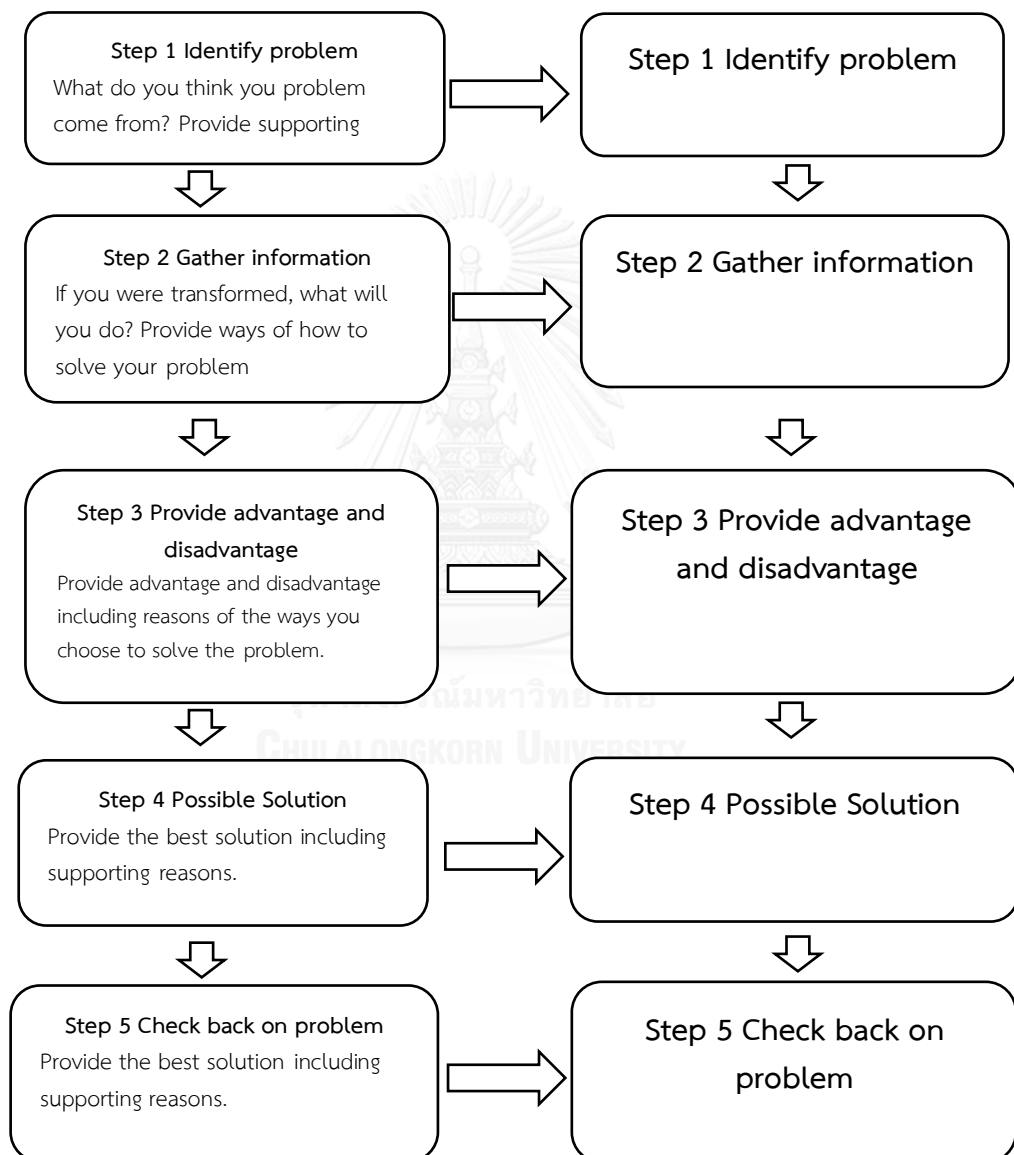 Step 1 Identify problem
What do you think you problem
come from? Provide supporting
Step 1 Identify problem
Step 2 Gather information
If you were transformed, what will
you do? Provide ways of how to
solve your problem
Step 2 Gather information
Step 3 Provide advantage and
disadvantage
Provide advantage and disadvantage
including reasons of the ways you
choose to solve the problem.
Step 3 Provide advantage
and disadvantage
CHULALONGKORN UNIVERSITY
Step 4 Possible Solution
Provide the best solution including
supporting reasons.
Step 4 Possible Solution
Step 5 Check back on problem
Provide the best solution including
supporting reasons.
Step 5 Check back on
problem